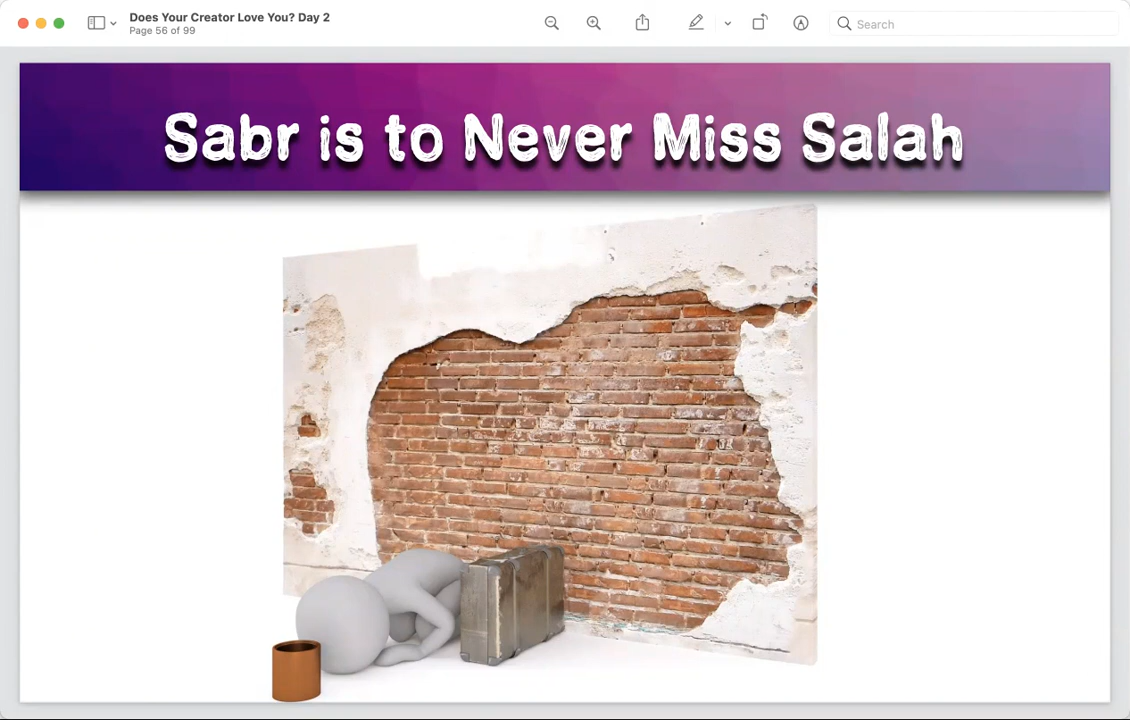 Does Your Creator Love You? Day 2
Page 56 of 99
Search
Sabr is to Never Miss Salah